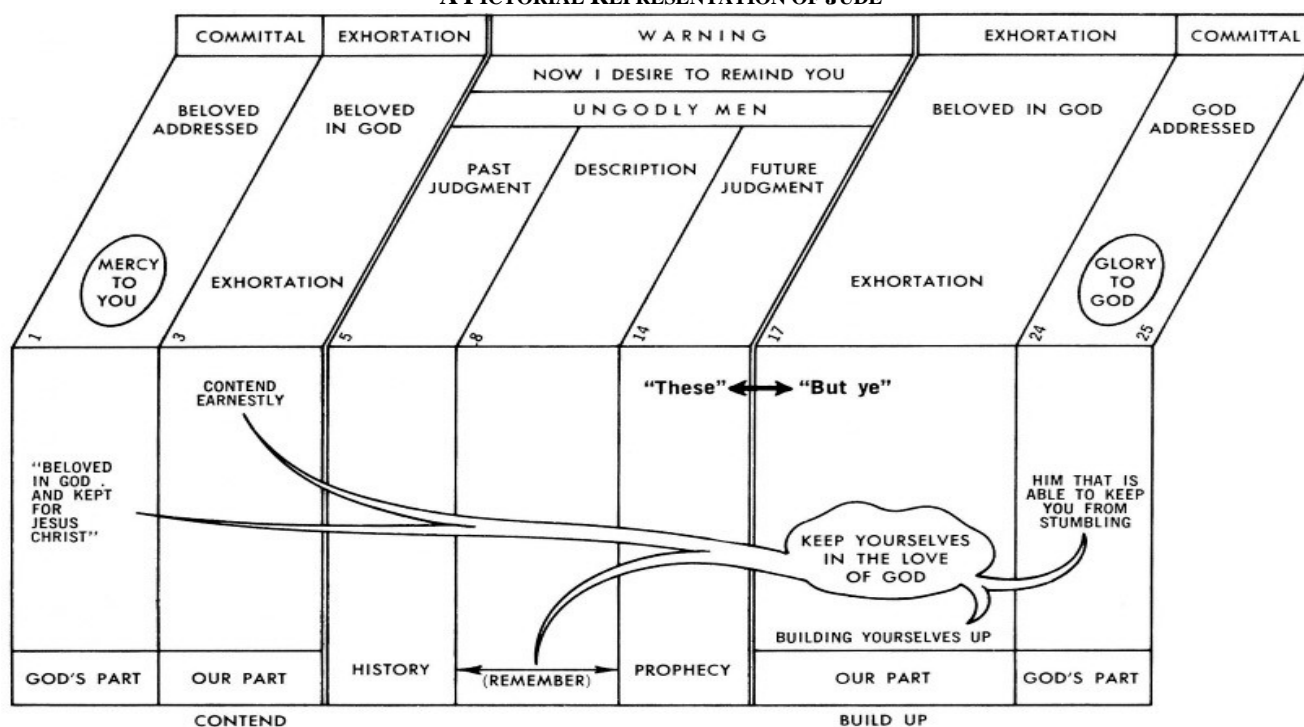 A PICTORIAL REPRESENTATION OF JUDE
COMMITTAL
EXHORTATION
WARNING
EXHORTATION
COMMITTAL
NOW I DESIRE TO REMIND YOU
UNGODLY MEN
BELOVED
ADDRESSED
BELOVED
IN GOD
PAST
JUDGMENT
DESCRIPTION
FUTURE
JUDGMENT
BELOVED IN GOD
GOD
ADDRESSED
MERCY
TO
YOU
EXHORTATION
EXHORTATION
GLORY
TO
GOD
1
3
5
8
14
17
24
25
CONTEND
EARNESTLY
"These"
"But ye"
"BELOVED
IN GOD .
AND KEPT
FOR
JESUS
CHRIST"
KEEP YOURSELVES
IN THE LOVE
OF GOD
HIM THAT IS
ABLE TO KEEP
YOU FROM
STUMBLING
BUILDING YOURSELVES UP
GOD'S PART
OUR PART
HISTORY
(REMEMBER)
PROPHECY
OUR PART
GOD'S PART
CONTEND
BUILD UP